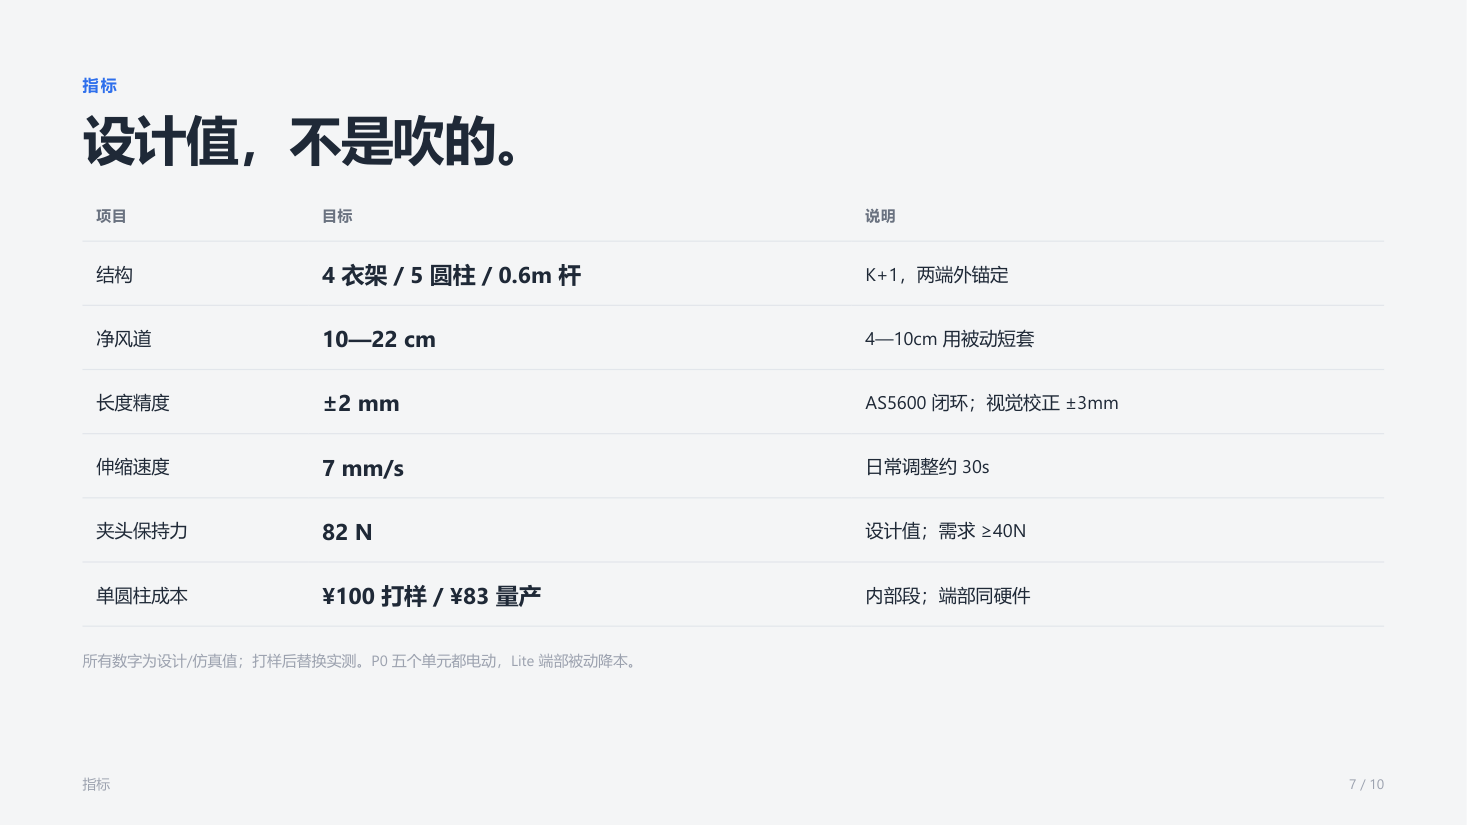 指标
设计值，不是吹的。
项目 目标 说明
结构 4 衣架 / 5 圆柱 / 0.6m 杆 K+1，两端外锚定
净风道 10—22 cm 4—10cm 用被动短套
长度精度 ±2 mm AS5600 闭环；视觉校正 ±3mm
伸缩速度 7 mm/s 日常调整约 30s
夹头保持力 82 N 设计值；需求 ≥40N
单圆柱成本 ¥100 打样 / ¥83 量产 内部段；端部同硬件
所有数字为设计/仿真值；打样后替换实测。P0 五个单元都电动，Lite 端部被动降本。
指标 7 / 10